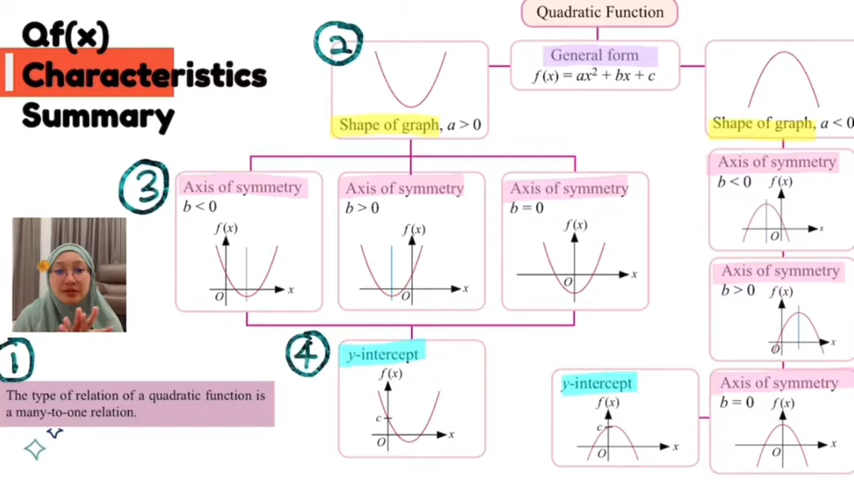 Qf(x)
Characteristics
Summary
Quadratic Function
General form
f(x) = ax² + bx + c
2
Shape of graph, a > 0
Shape of graph, a < 0
3
Axis of symmetry
b < 0
f(x)
O
x
Axis of symmetry
b > 0
f(x)
O
x
Axis of symmetry
b = 0
f(x)
O
x
Axis of symmetry
b < 0 f(x)
O
x
Axis of symmetry
b > 0 f(x)
O
x
Axis of symmetry
b = 0 f(x)
O
x
1
The type of relation of a quadratic function is
a many-to-one relation.
4
y-intercept
f(x)
c
O
x
y-intercept
f(x)
c
O
x